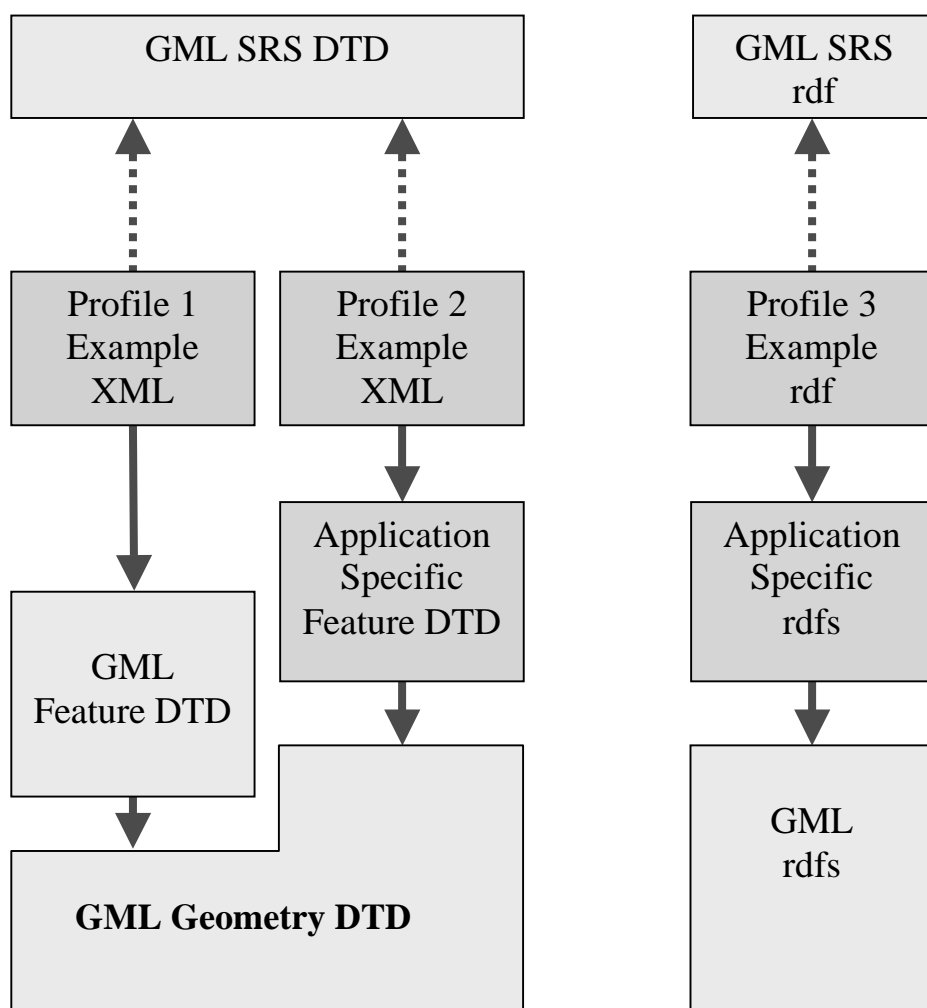 GML SRS DTD
GML SRS
rdf
Profile 1
Example
XML
Profile 2
Example
XML
Profile 3
Example
rdf
Application
Specific
Feature DTD
Application
Specific
rdfs
GML
Feature DTD
GML
rdfs
GML Geometry DTD